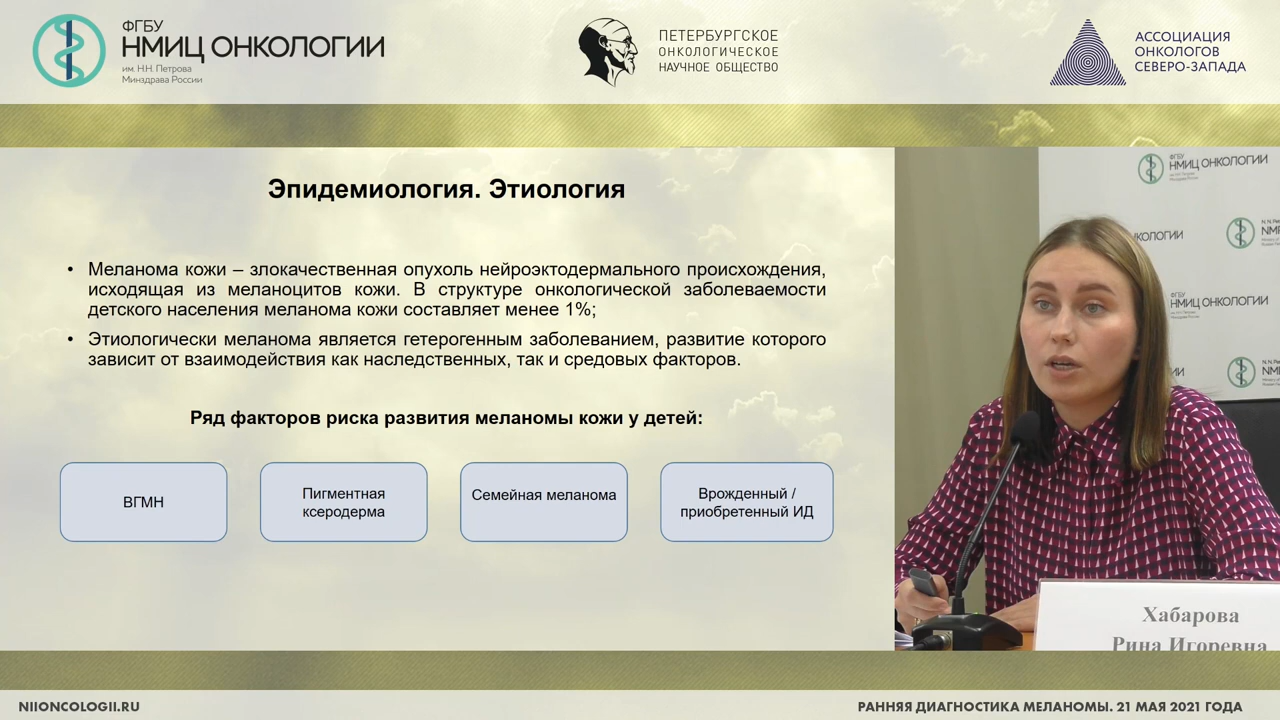 ФГБУ
НМИЦ ОНКОЛОГИИ
им. Н.Н. Петрова
Минздрава России
ПЕТЕРБУРГСКОЕ
ОНКОЛОГИЧЕСКОЕ
НАУЧНОЕ ОБЩЕСТВО
АССОЦИАЦИЯ
ОНКОЛОГОВ
СЕВЕРО-ЗАПАДА
Эпидемиология. Этиология
• Меланома кожи – злокачественная опухоль нейроэктодермального происхождения,
исходящая из меланоцитов кожи. В структуре онкологической заболеваемости
детского населения меланома кожи составляет менее 1%;
• Этиологически меланома является гетерогенным заболеванием, развитие которого
зависит от взаимодействия как наследственных, так и средовых факторов.
Ряд факторов риска развития меланомы кожи у детей:
ВГМН
Пигментная
ксеродерма
Семейная меланома
Врожденный /
приобретенный ИД
ФГБУ
НМИЦ ОНКОЛОГИИ
ФГБУ
НМИЦ ОНКОЛОГИИ
Хабарова
Рина Игоревна
NIIONCOLOGII.RU
РАННЯЯ ДИАГНОСТИКА МЕЛАНОМЫ. 21 МАЯ 2021 ГОДА